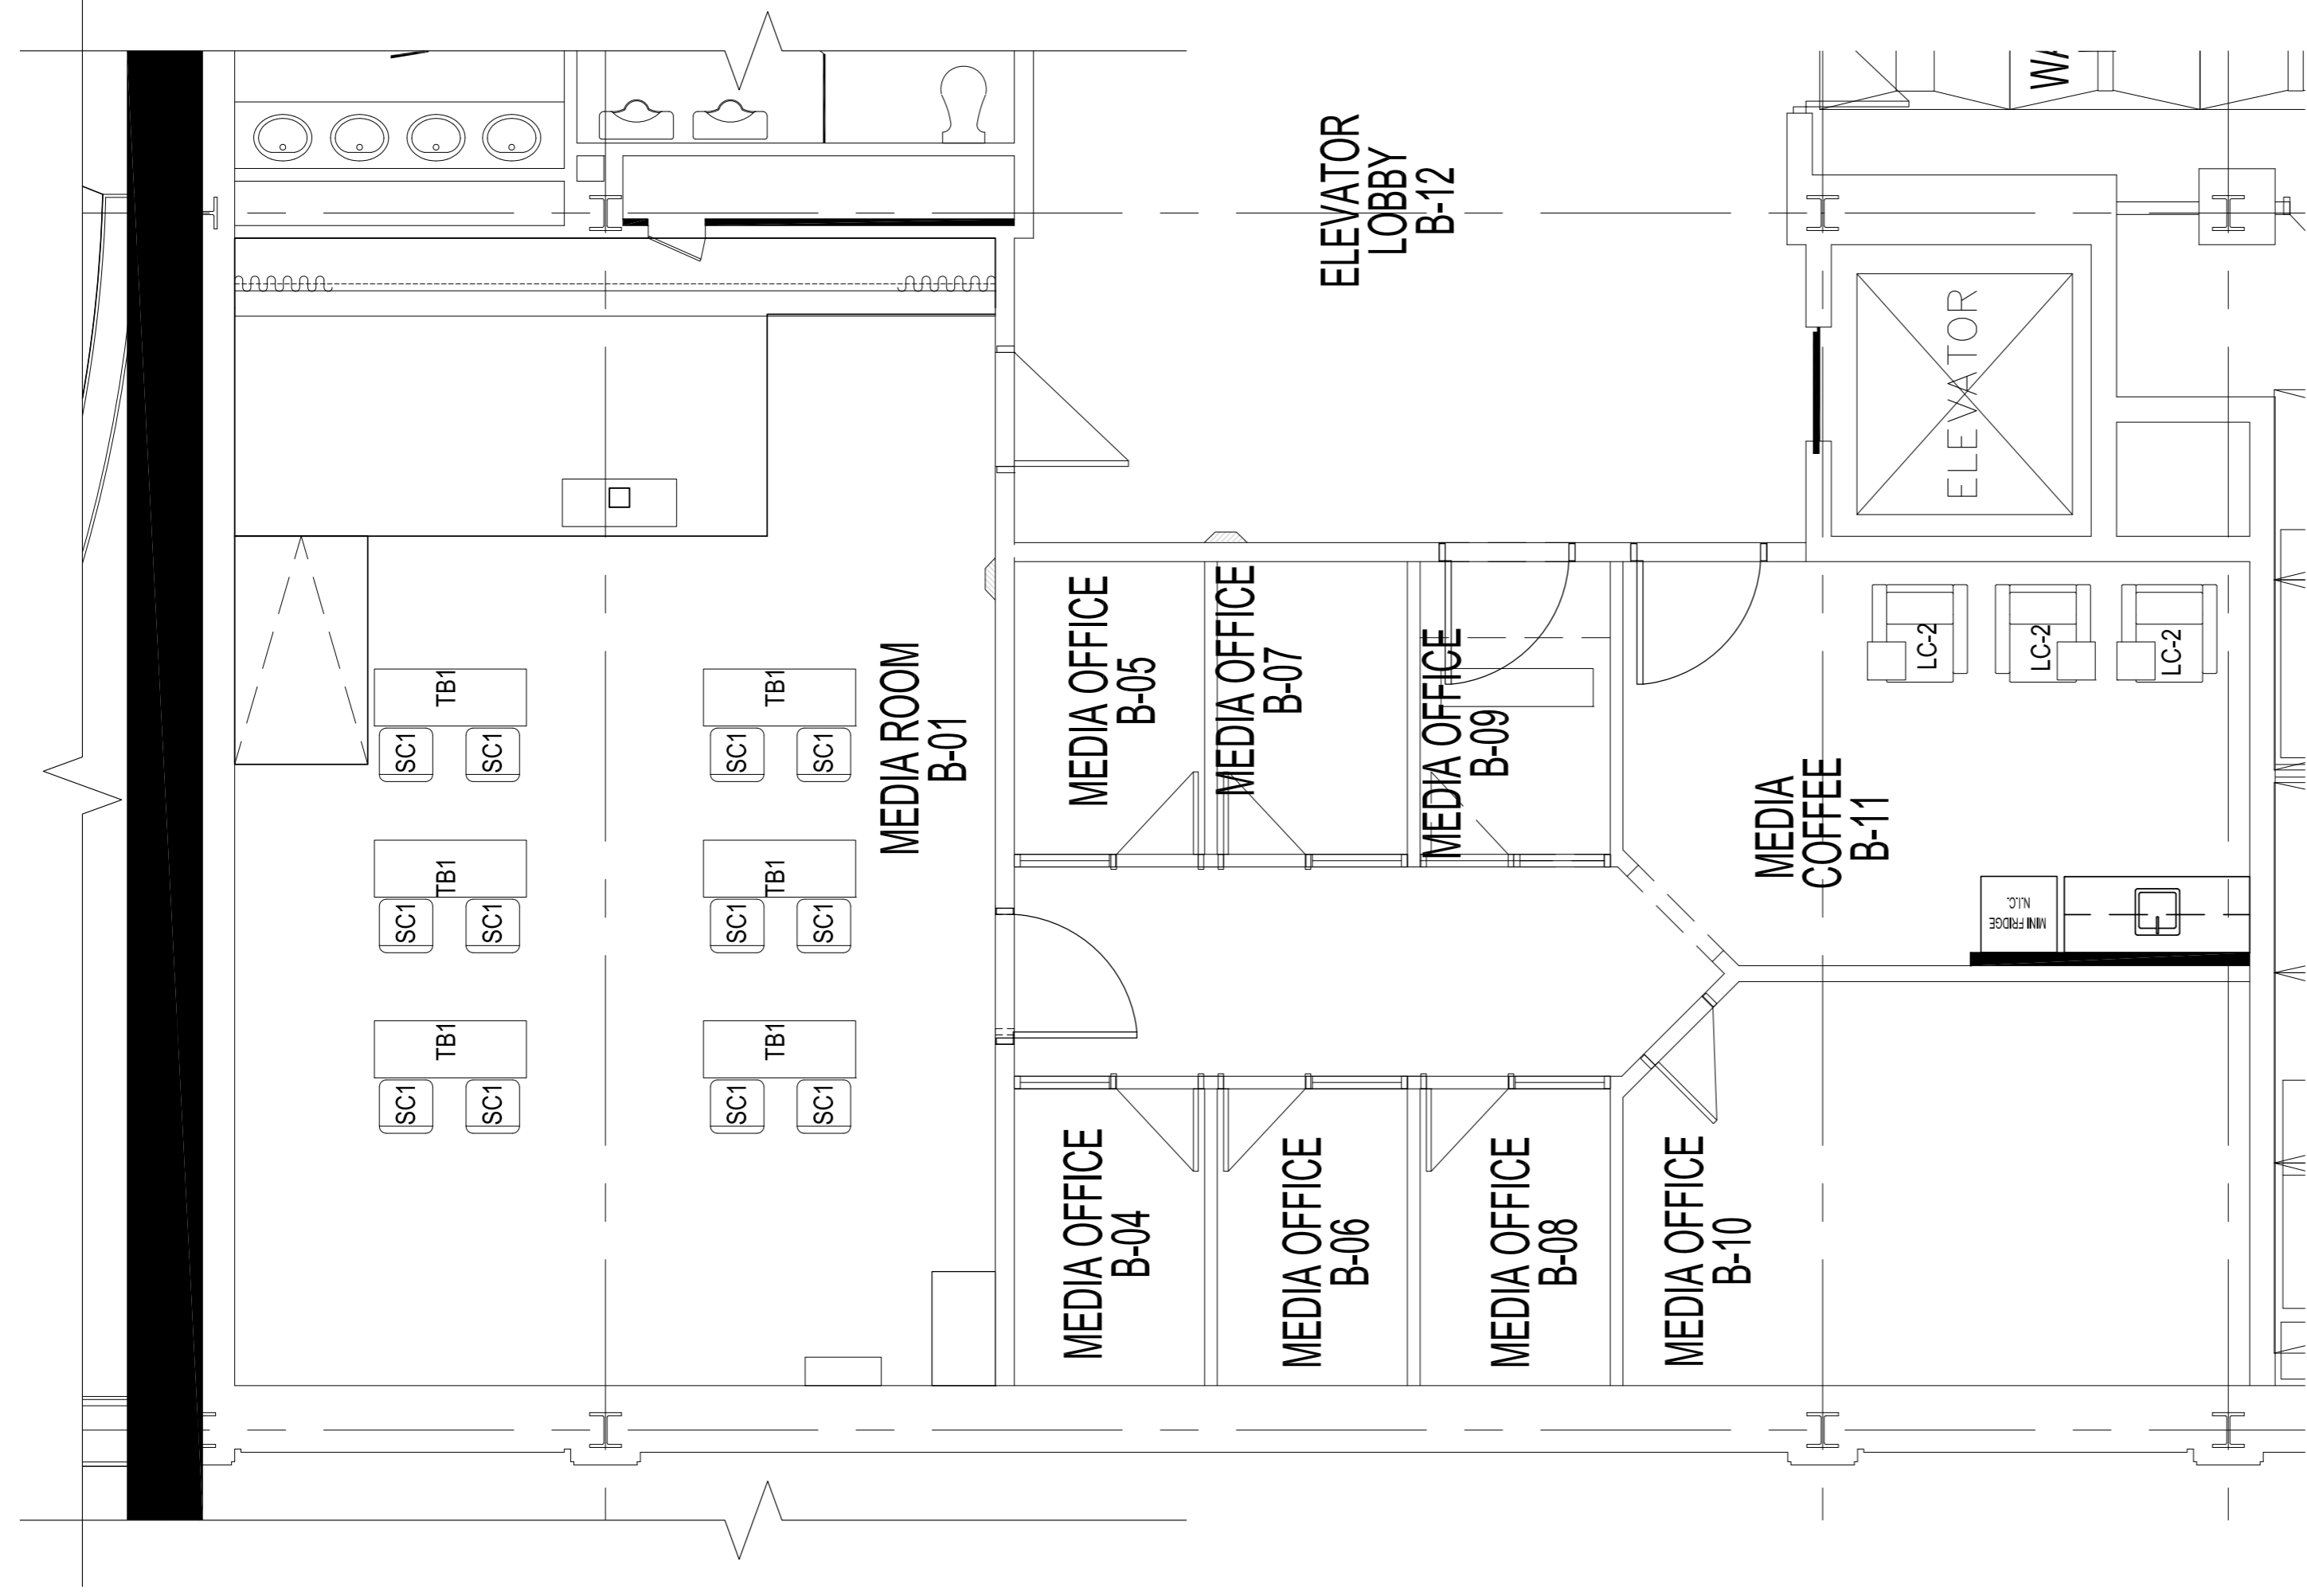 WA
ELEVATOR
LOBBY
B-12
ELEVATOR
MEDIA ROOM
B-01
TB1
TB1
SC1
SC1
SC1
SC1
TB1
TB1
SC1
SC1
SC1
SC1
TB1
TB1
SC1
SC1
SC1
SC1
MEDIA OFFICE
B-05
MEDIA OFFICE
B-07
MEDIA OFFICE
B-09
LC-2
LC-2
LC-2
MEDIA
COFFEE
B-11
MINI FRIDGE
N.I.C.
MEDIA OFFICE
B-04
MEDIA OFFICE
B-06
MEDIA OFFICE
B-08
MEDIA OFFICE
B-10